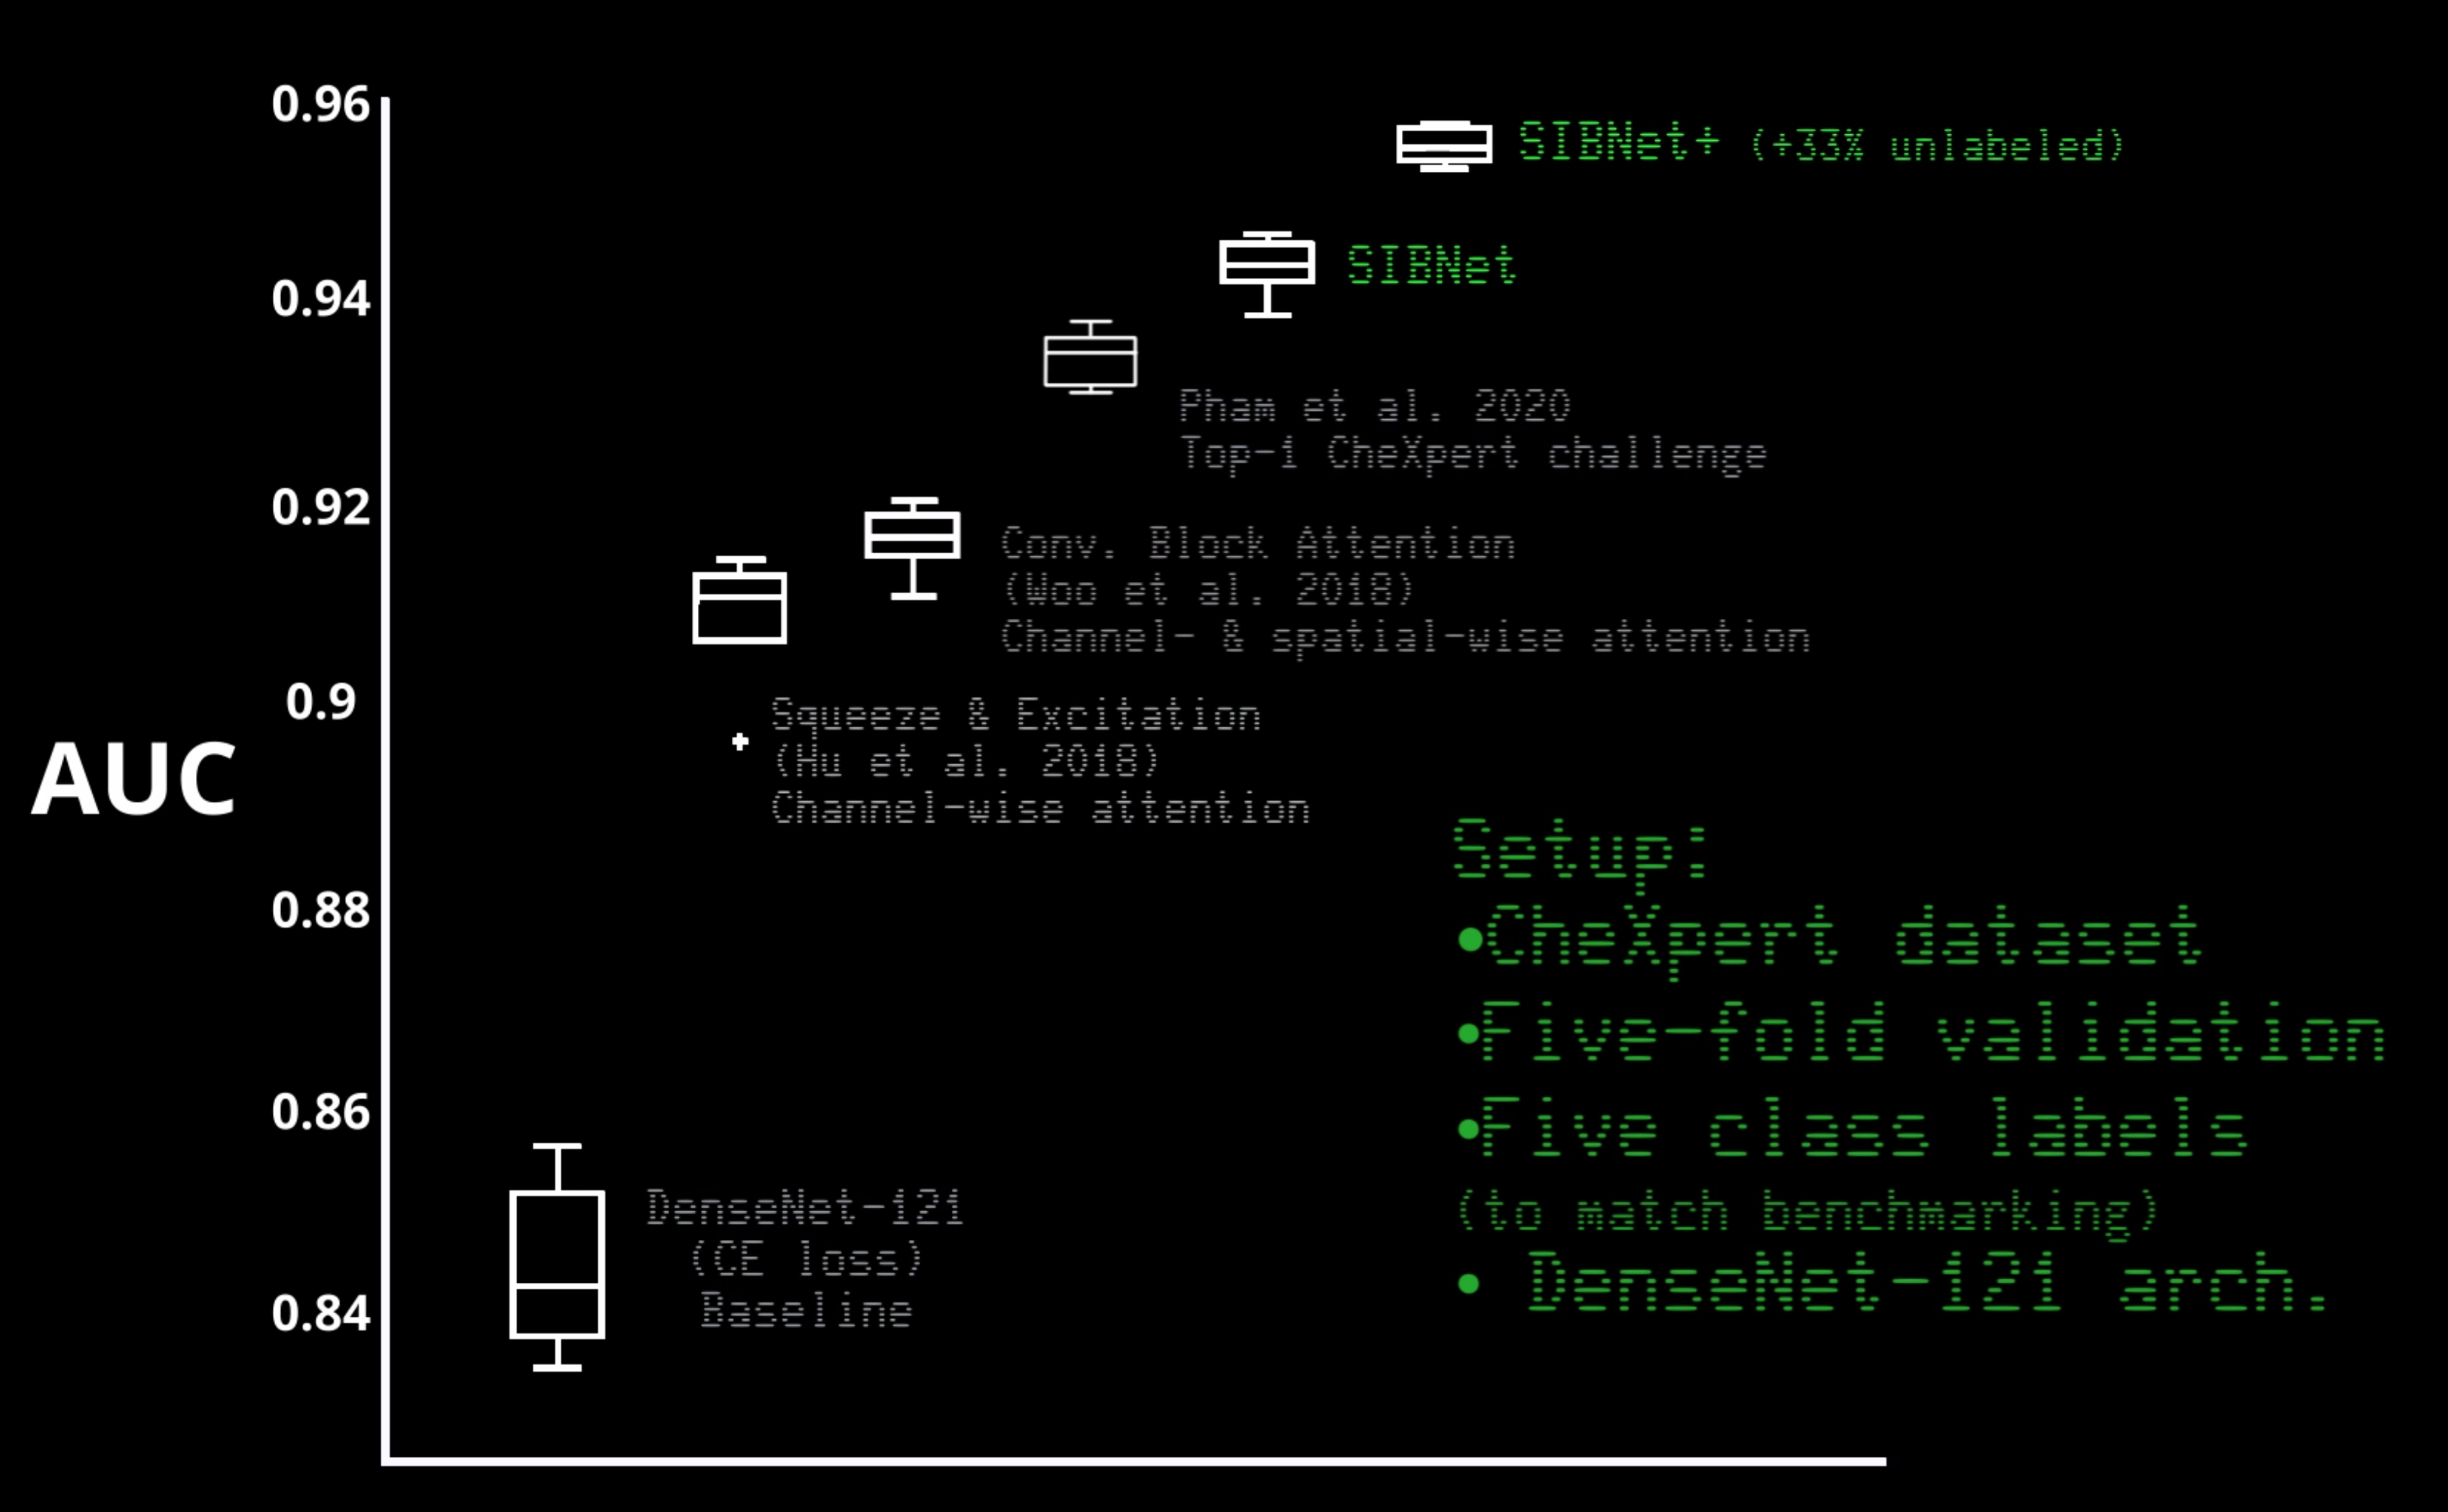 0.96
SIBNet+ (+33% unlabeled)
0.94
SIBNet
Pham et al. 2020
Top-1 CheXpert challenge
0.92
Conv. Block Attention
(Woo et al. 2018)
Channel- & spatial-wise attention
0.9
Squeeze & Excitation
(Hu et al. 2018)
Channel-wise attention
AUC
0.88
0.86
DenseNet-121
(CE loss)
Baseline
0.84
Setup:
•CheXpert dataset
•Five-fold validation
•Five class labels
(to match benchmarking)
• DenseNet-121 arch.